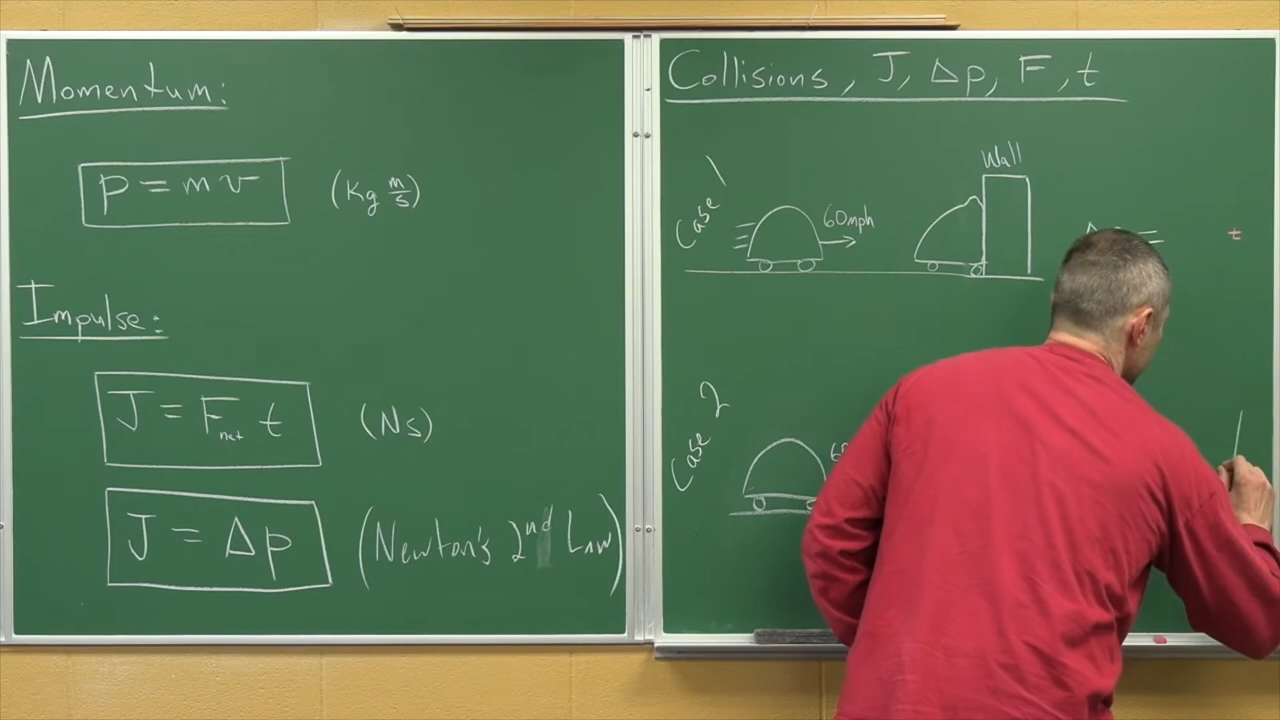 Momentum:
p = mv (Kg m/s)
Impulse:
J = Fnet t (Ns)
J = Δp (Newton's 2nd Law)
Collisions, J, Δp, F, t
Case 1
60mph
Wall
=
t
Case 2